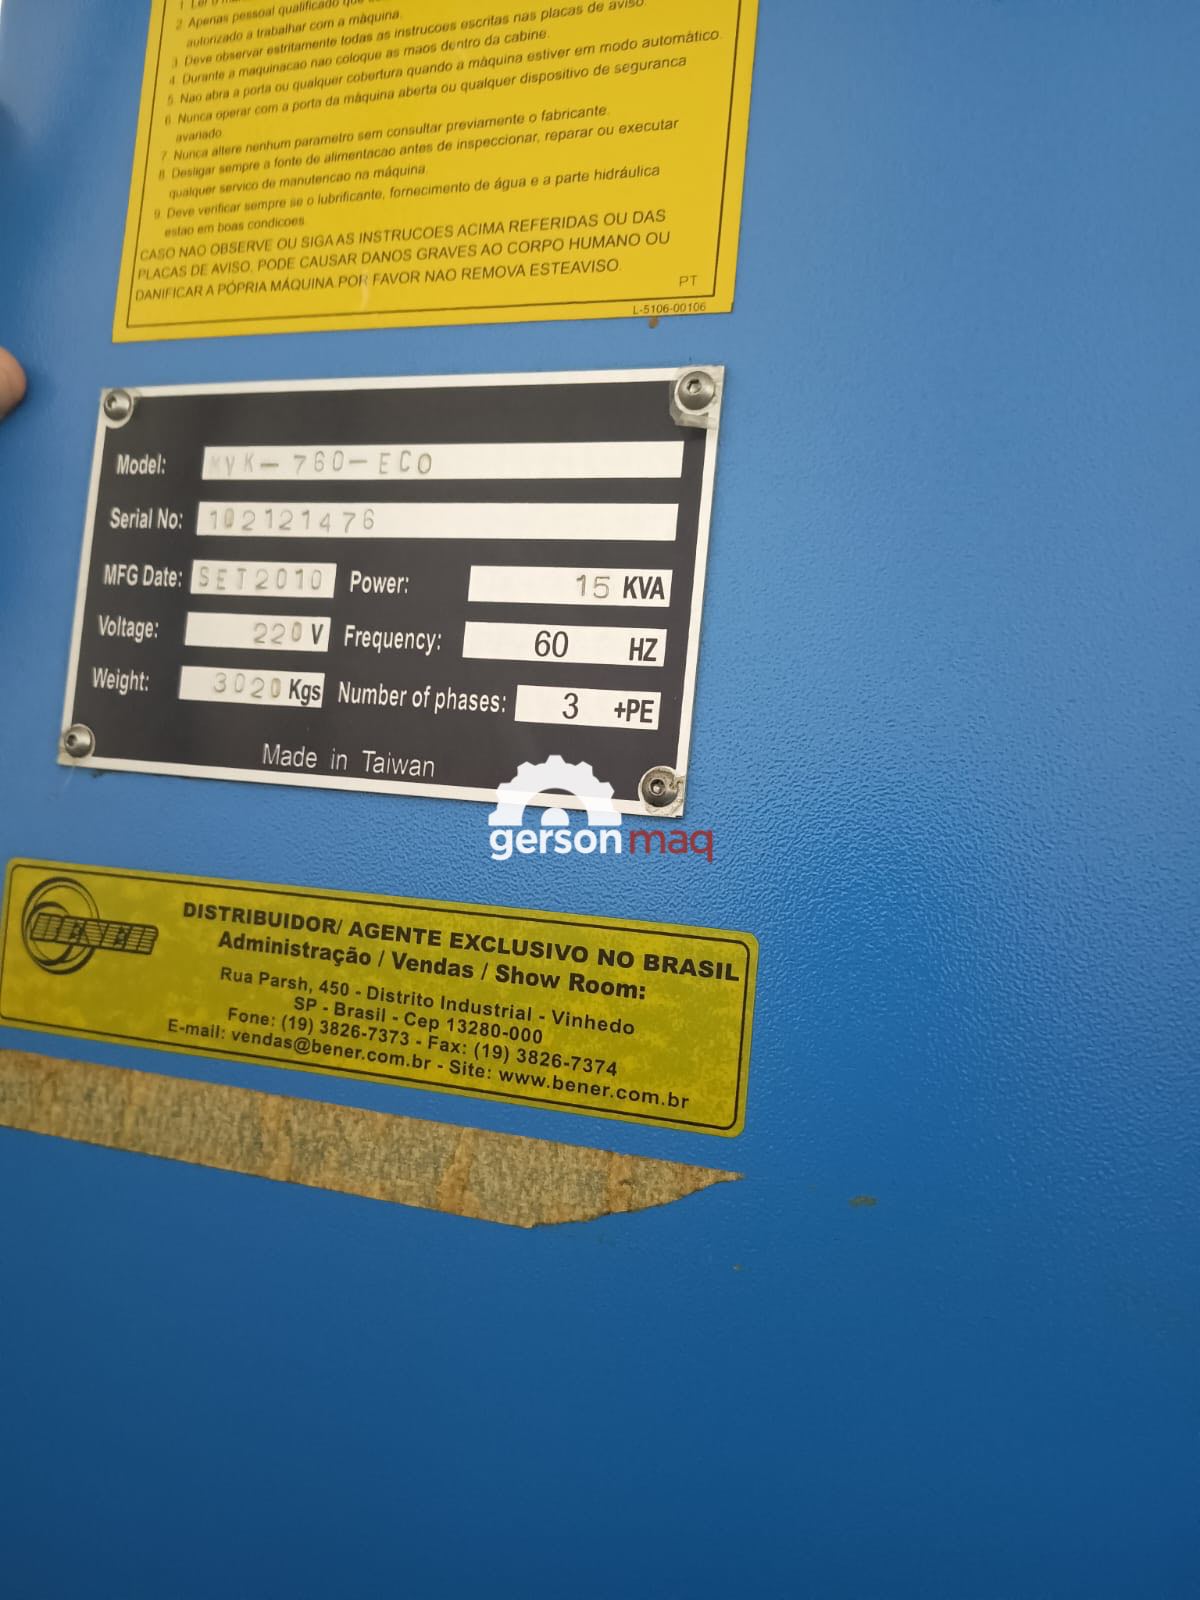 1 Ler o
2 Apenas pessoal qualificado que
autorizado a trabalhar com a màquina.
3 Deve observar estritamente todas as instrucoes escritas nas placas de aviso
4. Durante a maquinacao nao coloque as maos dentro da cabine.
5. Nao abra a porta ou qualquer cobertura quando a máquina estiver em modo automático.
6. Nunca operar com a porta da máquina aberta ou qualquer dispositivo de seguranca
avariado.
7. Nunca altere nenhum parametro sem consultar previamente o fabricante.
8. Desligar sempre a fonte de alimentacao antes de inspeccionar, reparar ou executar
qualquer servico de manutencao na máquina.
9. Deve verificar sempre se o lubrificante, fornecimento de água e a parte hidráulica
estao em boas condicoes.
CASO NAO OBSERVE OU SIGA AS INSTRUCOES ACIMA REFERIDAS OU DAS
PLACAS DE AVISO, PODE CAUSAR DANOS GRAVES AO CORPO HUMANO OU
DANIFICAR A PÓPRIA MÁQUINA.POR FAVOR NAO REMOVA ESTEAVISO.
PT
L-5106-00106
Model: MVK-760-ECO
Serial No: 102121476
MFG Date: SET2010 Power: 15 KVA
Voltage: 220 V Frequency: 60 HZ
Weight: 3020 Kgs Number of phases: 3 +PE
Made in Taiwan
gersonmaq
BENER
DISTRIBUIDOR/ AGENTE EXCLUSIVO NO BRASIL
Administração / Vendas / Show Room:
Rua Parsh, 450 - Distrito Industrial - Vinhedo
SP - Brasil - Cep 13280-000
Fone: (19) 3826-7373 - Fax: (19) 3826-7374
E-mail: vendas@bener.com.br - Site: www.bener.com.br